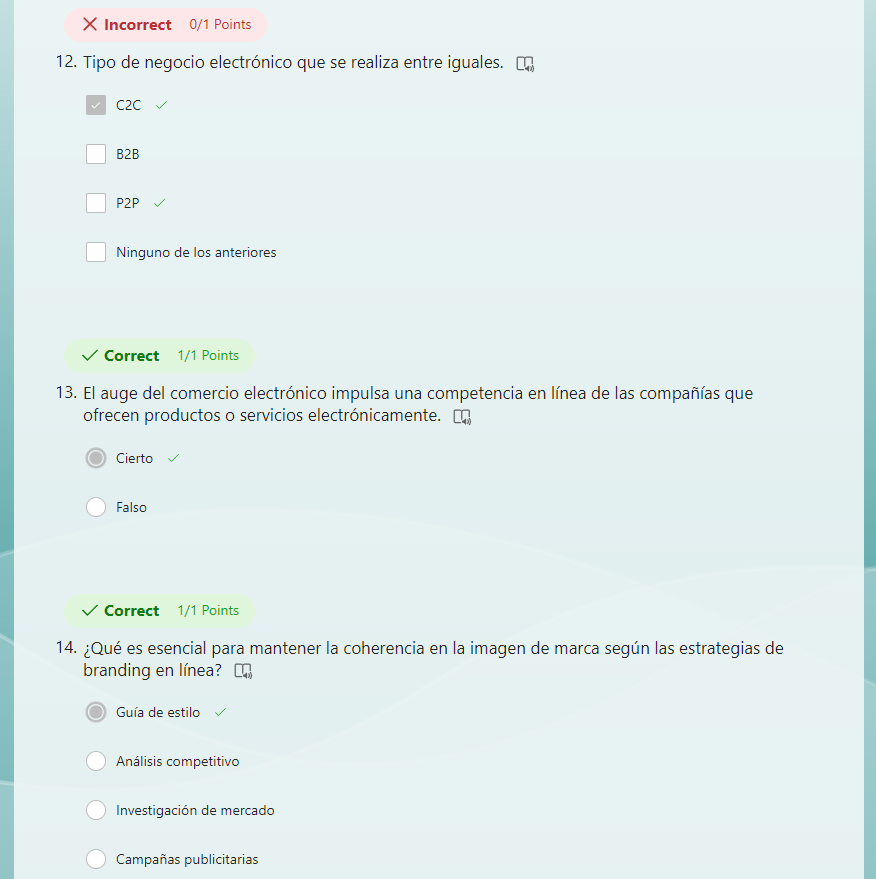 Incorrect 0/1 Points
12. Tipo de negocio electrónico que se realiza entre iguales.
C2C
B2B
P2P
Ninguno de los anteriores
Correct 1/1 Points
13. El auge del comercio electrónico impulsa una competencia en línea de las compañías que
ofrecen productos o servicios electrónicamente.
Cierto
Falso
Correct 1/1 Points
14. ¿Qué es esencial para mantener la coherencia en la imagen de marca según las estrategias de
branding en línea?
Guía de estilo
Análisis competitivo
Investigación de mercado
Campañas publicitarias